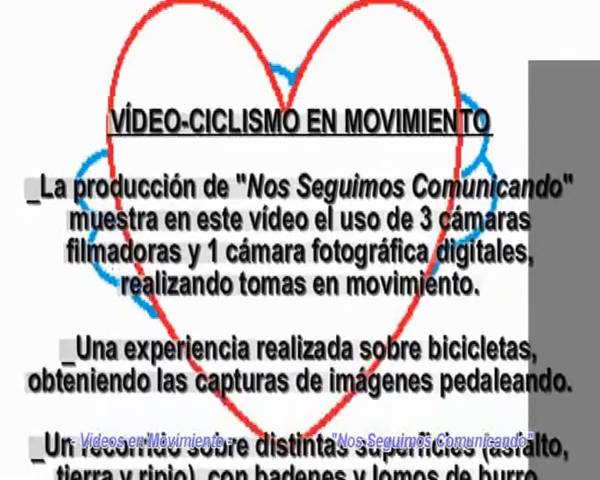 VÍDEO-CICLISMO EN MOVIMIENTO
_La producción de "Nos Seguimos Comunicando"
muestra en este vídeo el uso de 3 cámaras
filmadoras y 1 cámara fotográfica digitales,
realizando tomas en movimiento.
_Una experiencia realizada sobre bicicletas,
obteniendo las capturas de imágenes pedaleando.
_Un recorrido sobre distintas superficies (asfalto,
- Vídeos en Movimiento - "Nos Seguimos Comunicando"
tierra y ripio), con badenes y lomos de burro